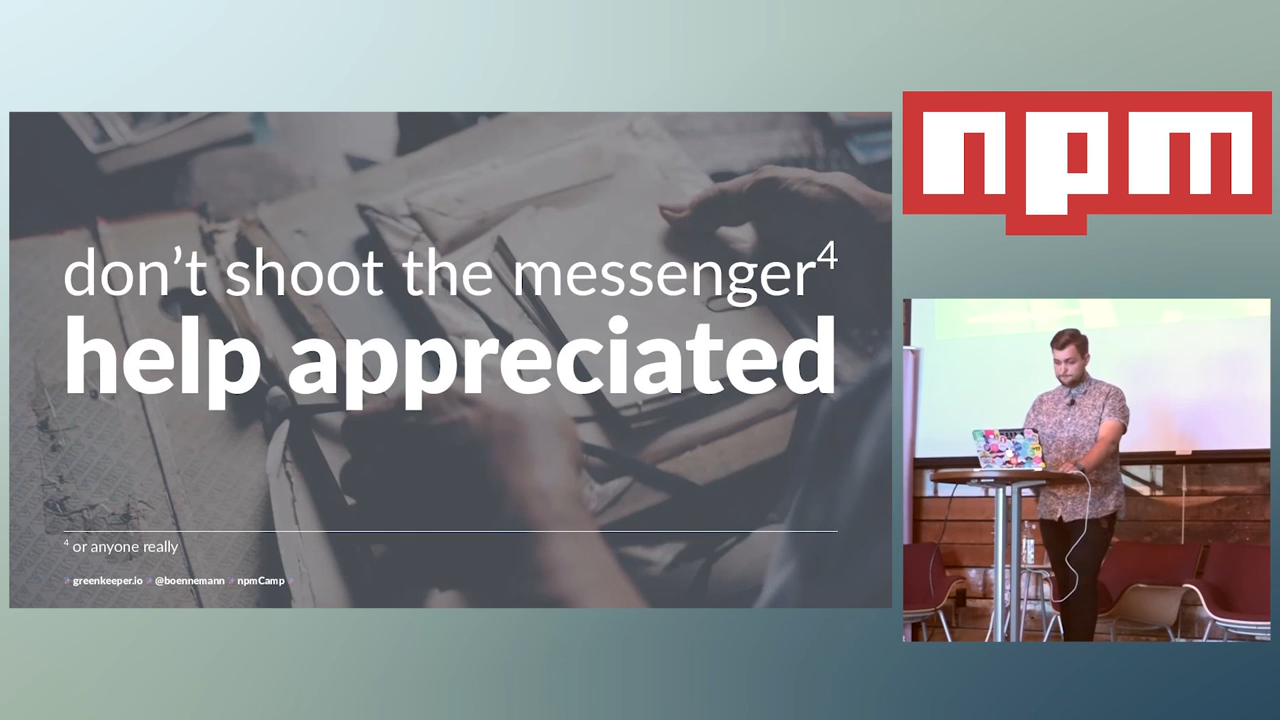 don’t shoot the messenger⁴
help appreciated
⁴ or anyone really
greenkeeper.io @boennemann npmCamp
npm